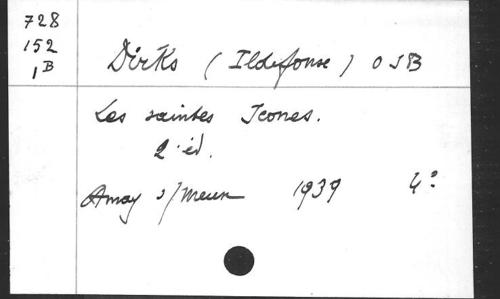 728
152
1B
Dirks (Ildefonse) OSB
Les saintes Icones.
2e éd.
Amay s/Meuse 1939 4°